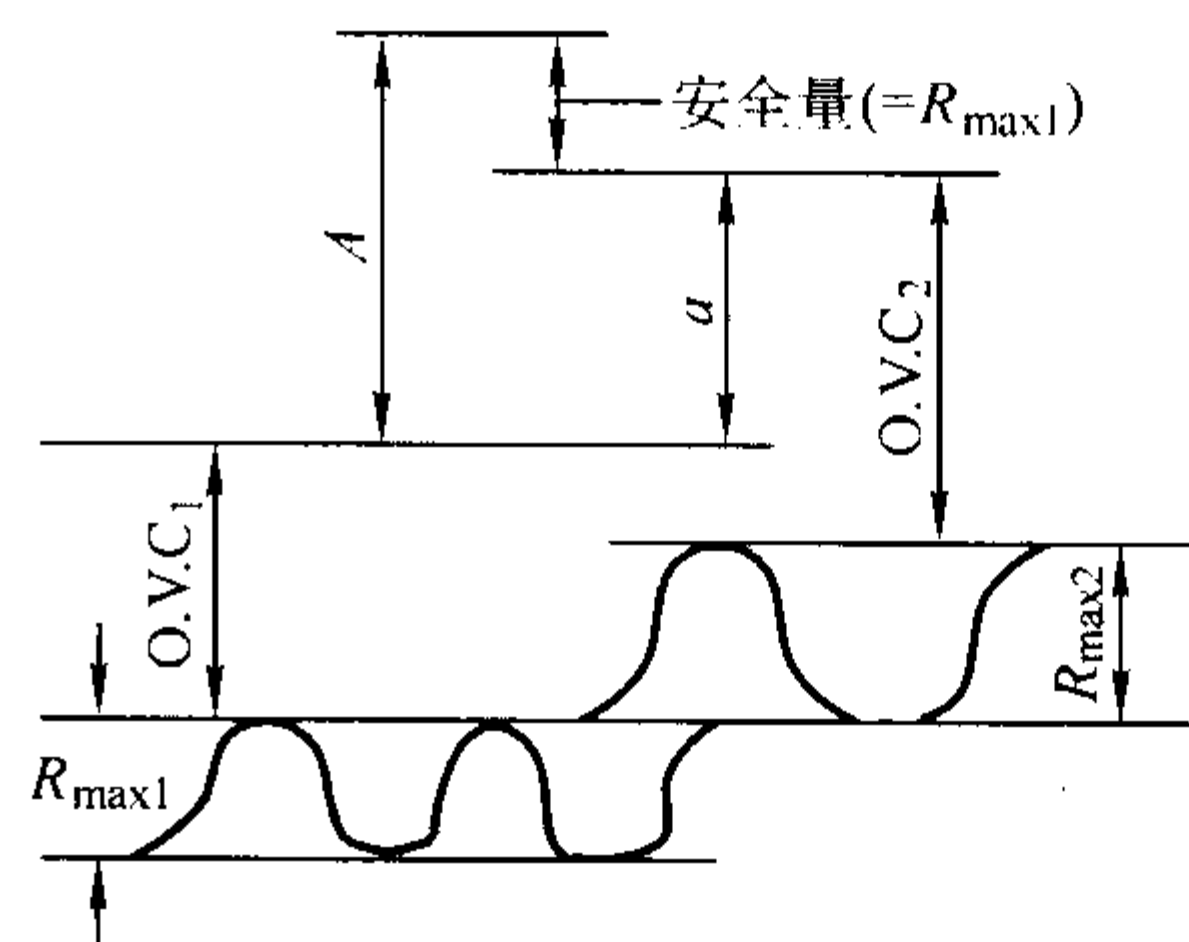 安全量(=Rmax1)
A
a
O.V.C2
O.V.C1
Rmax2
Rmax1